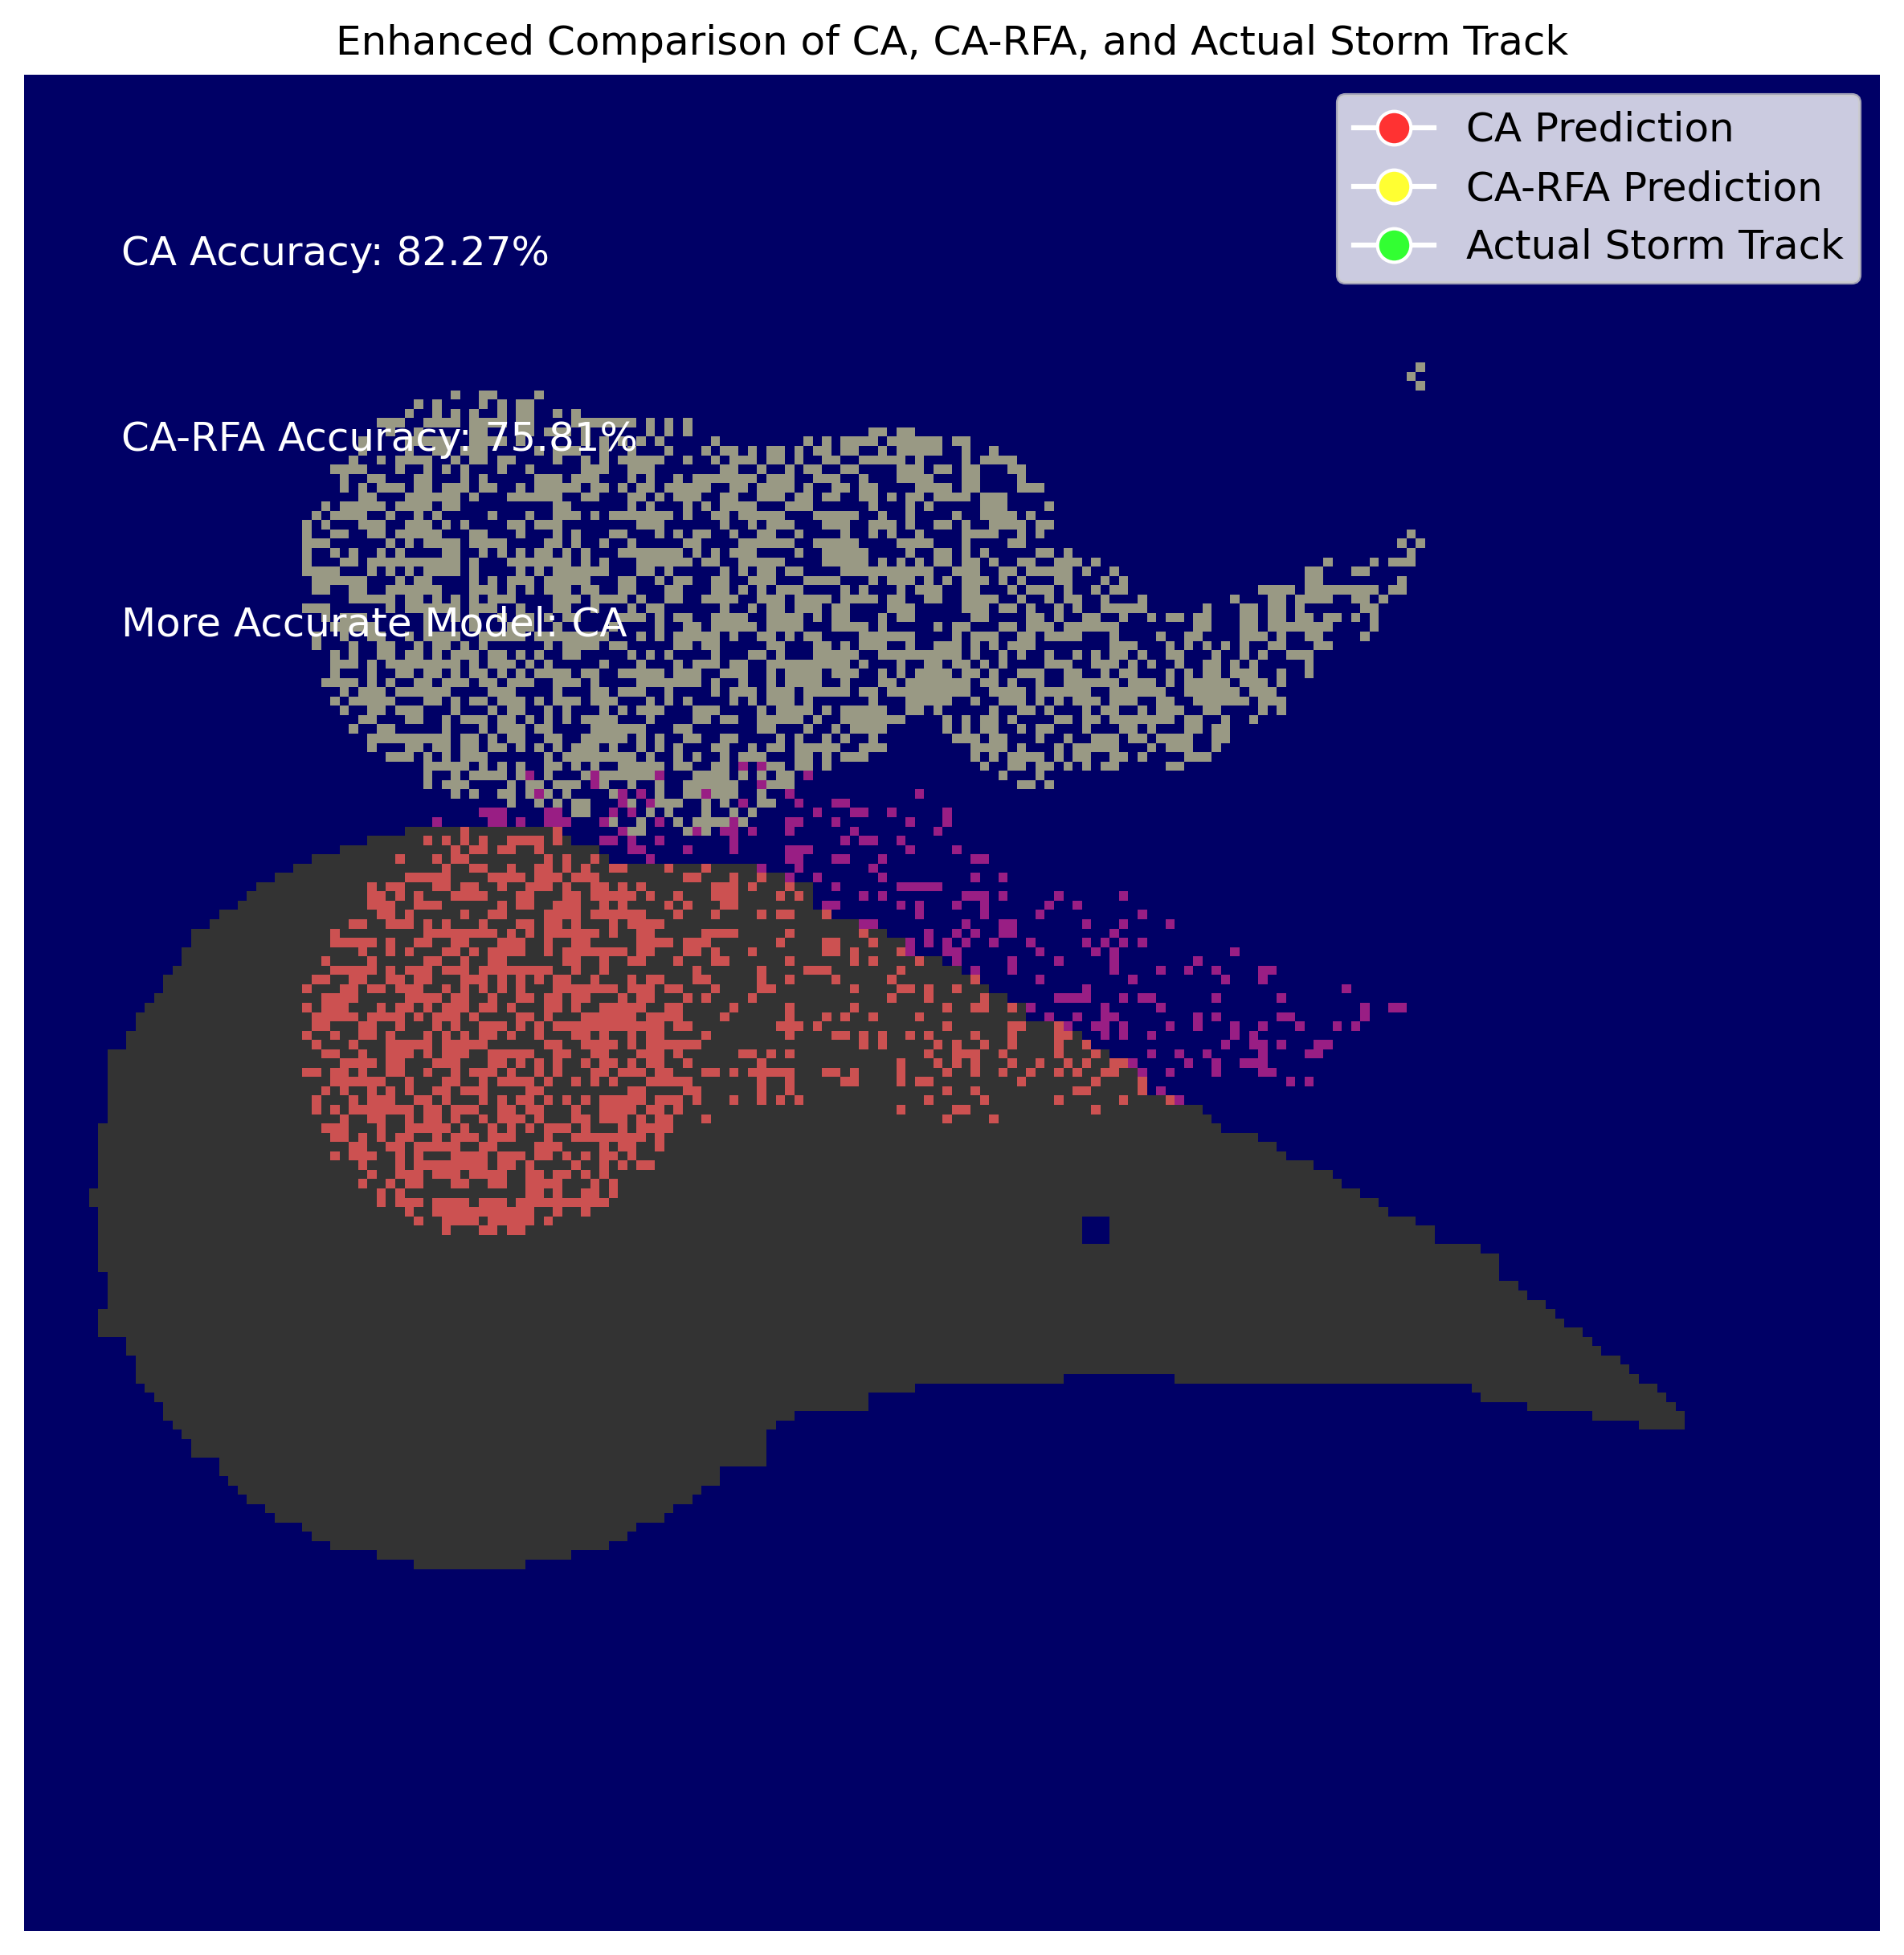 Enhanced Comparison of CA, CA-RFA, and Actual Storm Track
CA Prediction
CA-RFA Prediction
Actual Storm Track
CA Accuracy: 82.27%
CA-RFA Accuracy: 75.81%
More Accurate Model: CA